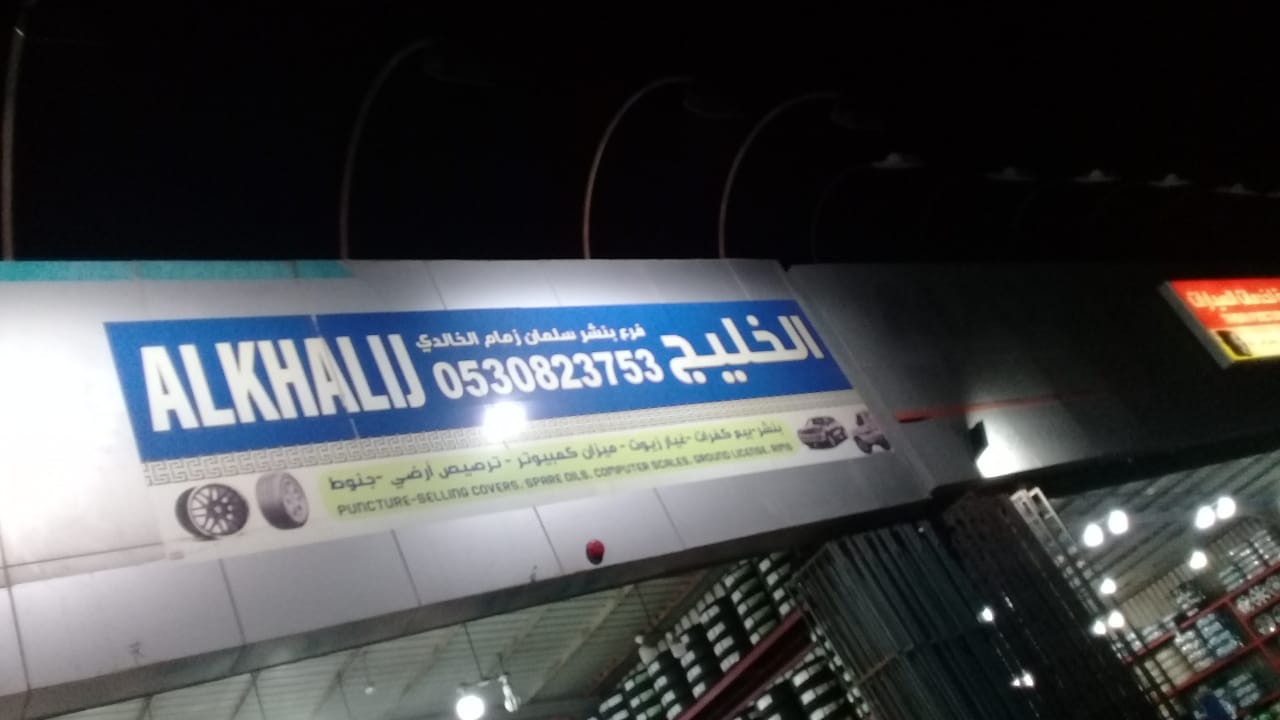 ALKHALIJ
فرع بنشر سلمان زمام الخالدي
0530823753
الخليج
بنشر-بيع كفرات -غيار زيوت - ميزان كمبيوتر - ترصيص أرضي -جنوط
PUNCTURE-SELLING COVERS, SPARE OILS, COMPUTER SCALES, GROUND LICENSE, RIMS